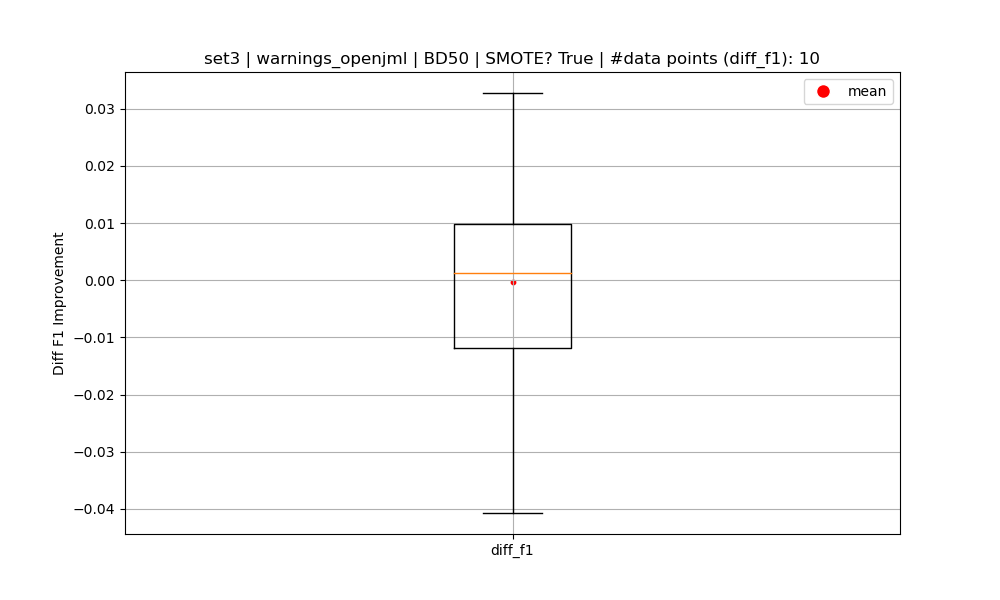 set3 | warnings_openjml | BD50 | SMOTE? True | #data points (diff_f1): 10
mean
0.03
0.02
0.01
0.00
−0.01
−0.02
−0.03
−0.04
Diff F1 Improvement
diff_f1